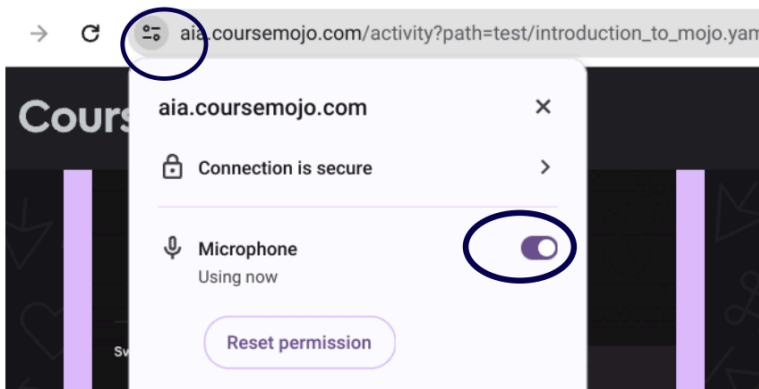 aia.coursemojo.com/activity?path=test/introduction_to_mojo.yam
Cours
aia.coursemojo.com
Connection is secure
Microphone
Using now
Reset permission
Sv